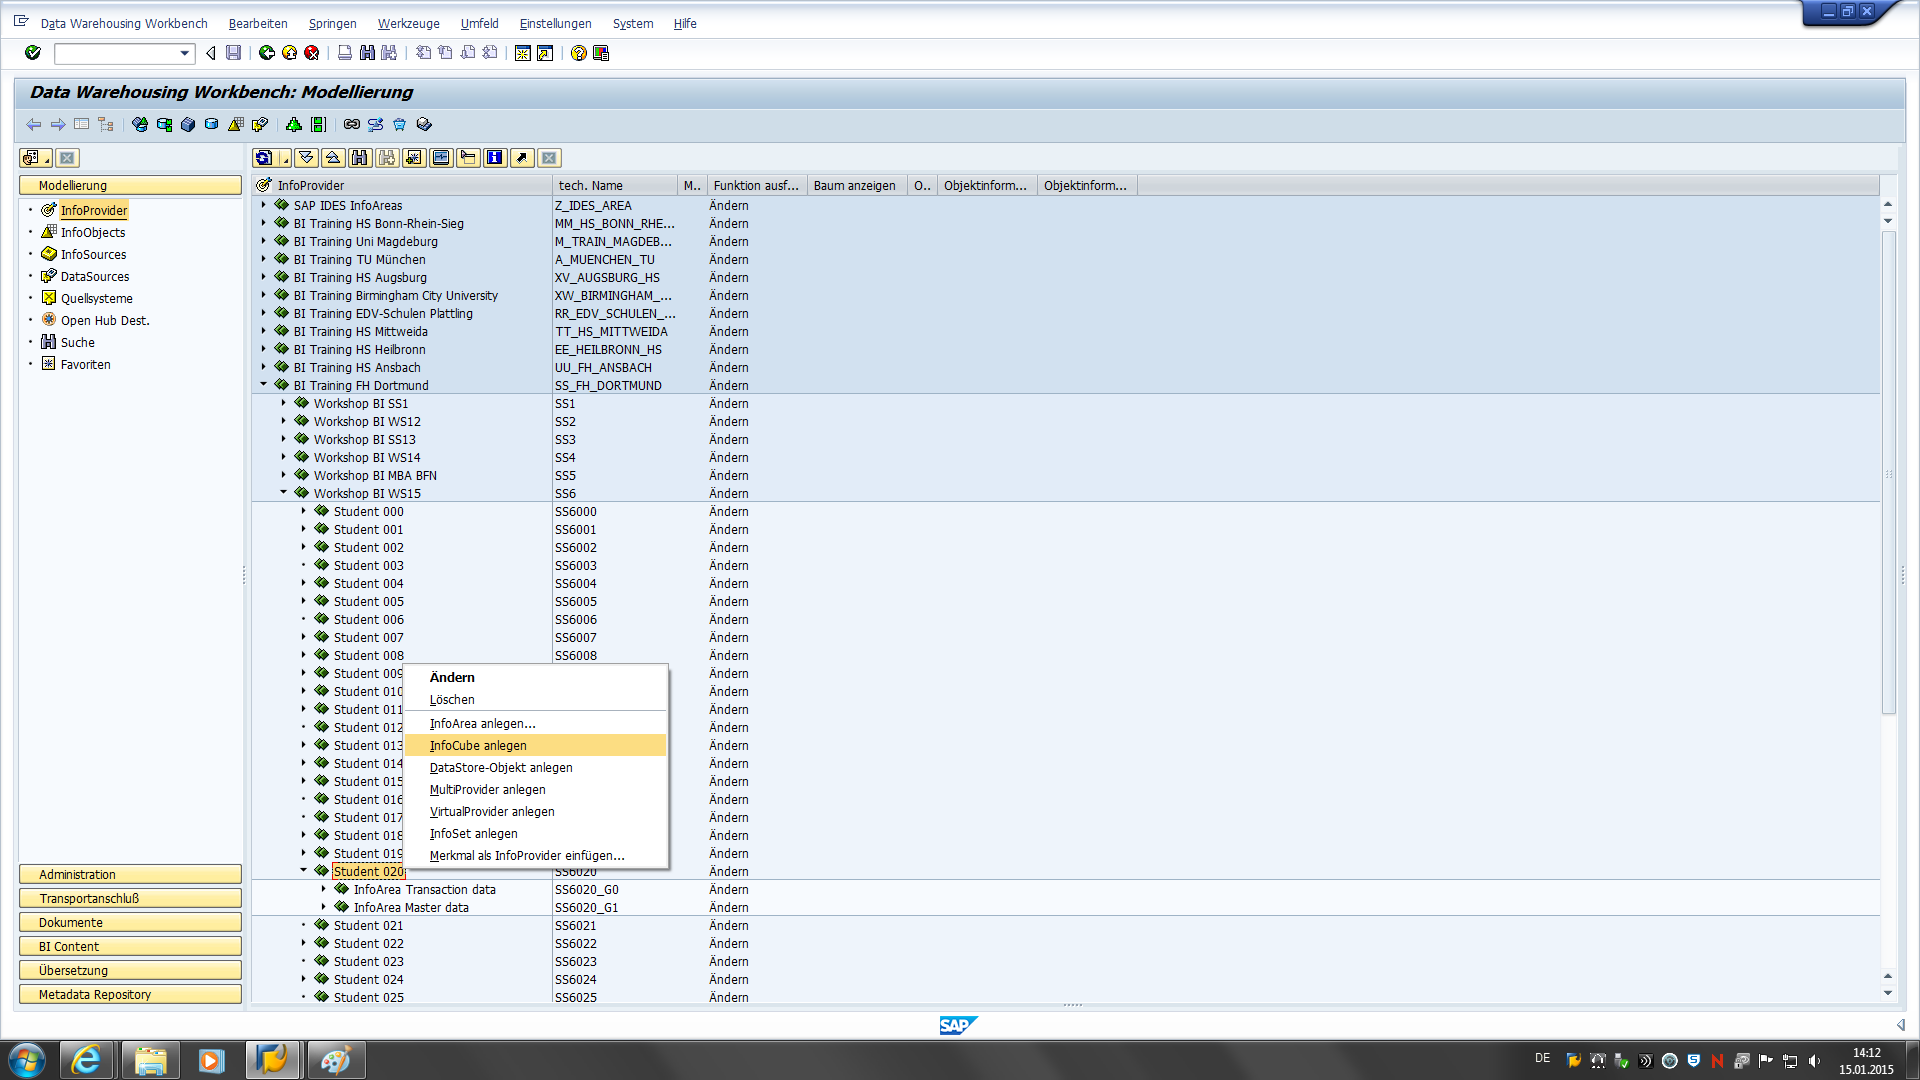 Data Warehousing Workbench Bearbeiten Springen Werkzeuge Umfeld Einstellungen System Hilfe
Data Warehousing Workbench: Modellierung
Modellierung
InfoProvider
InfoObjects
InfoSources
DataSources
Quellsysteme
Open Hub Dest.
Suche
Favoriten
Administration
Transportanschluß
Dokumente
BI Content
Übersetzung
Metadata Repository
InfoProvider tech. Name M.. Funktion ausf... Baum anzeigen O.. Objektinform... Objektinform...
SAP IDES InfoAreas Z_IDES_AREA Ändern
BI Training HS Bonn-Rhein-Sieg MM_HS_BONN_RHE... Ändern
BI Training Uni Magdeburg M_TRAIN_MAGDEB... Ändern
BI Training TU München A_MUENCHEN_TU Ändern
BI Training HS Augsburg XV_AUGSBURG_HS Ändern
BI Training Birmingham City University XW_BIRMINGHAM_... Ändern
BI Training EDV-Schulen Plattling RR_EDV_SCHULEN_... Ändern
BI Training HS Mittweida TT_HS_MITTWEIDA Ändern
BI Training HS Heilbronn EE_HEILBRONN_HS Ändern
BI Training HS Ansbach UU_FH_ANSBACH Ändern
BI Training FH Dortmund SS_FH_DORTMUND Ändern
Workshop BI SS1 SS1 Ändern
Workshop BI WS12 SS2 Ändern
Workshop BI SS13 SS3 Ändern
Workshop BI WS14 SS4 Ändern
Workshop BI MBA BFN SS5 Ändern
Workshop BI WS15 SS6 Ändern
Student 000 SS6000 Ändern
Student 001 SS6001 Ändern
Student 002 SS6002 Ändern
Student 003 SS6003 Ändern
Student 004 SS6004 Ändern
Student 005 SS6005 Ändern
Student 006 SS6006 Ändern
Student 007 SS6007 Ändern
Student 008 SS6008 Ändern
Student 009 Ändern
Student 010 Ändern
Student 011 Ändern
Student 012 Ändern
Student 013 Ändern
Student 014 Ändern
Student 015 Ändern
Student 016 Ändern
Student 017 Ändern
Student 018 Ändern
Student 019 Ändern
Student 020 SS6020 Ändern
InfoArea Transaction data SS6020_G0 Ändern
InfoArea Master data SS6020_G1 Ändern
Student 021 SS6021 Ändern
Student 022 SS6022 Ändern
Student 023 SS6023 Ändern
Student 024 SS6024 Ändern
Student 025 SS6025 Ändern
Ändern
Löschen
InfoArea anlegen...
InfoCube anlegen
DataStore-Objekt anlegen
MultiProvider anlegen
VirtualProvider anlegen
InfoSet anlegen
Merkmal als InfoProvider einfügen...
SAP
DE
14:12
15.01.2015